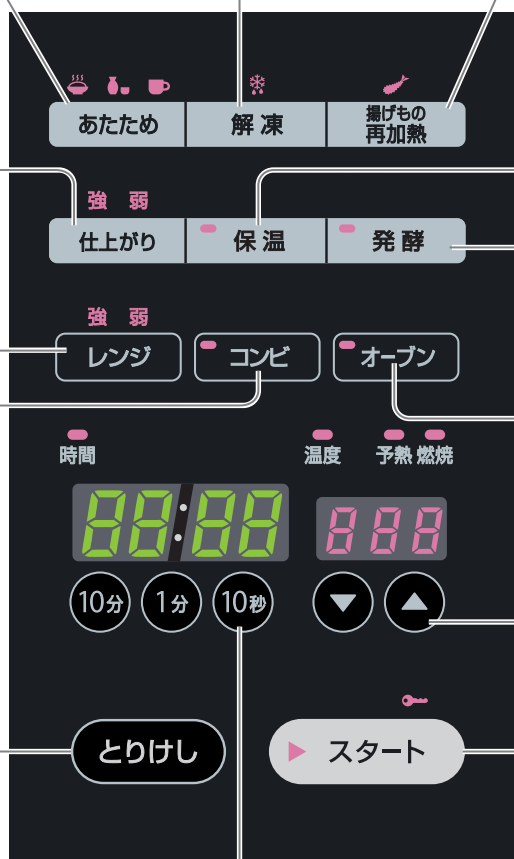 あたため 解凍 揚げもの
再加熱
強 弱
仕上がり 保温 発酵
強 弱
レンジ コンビ オーブン
時間 温度 予熱 燃焼
88:88 888
10分 1分 10秒 ▼ ▲
とりけし ▶ スタート